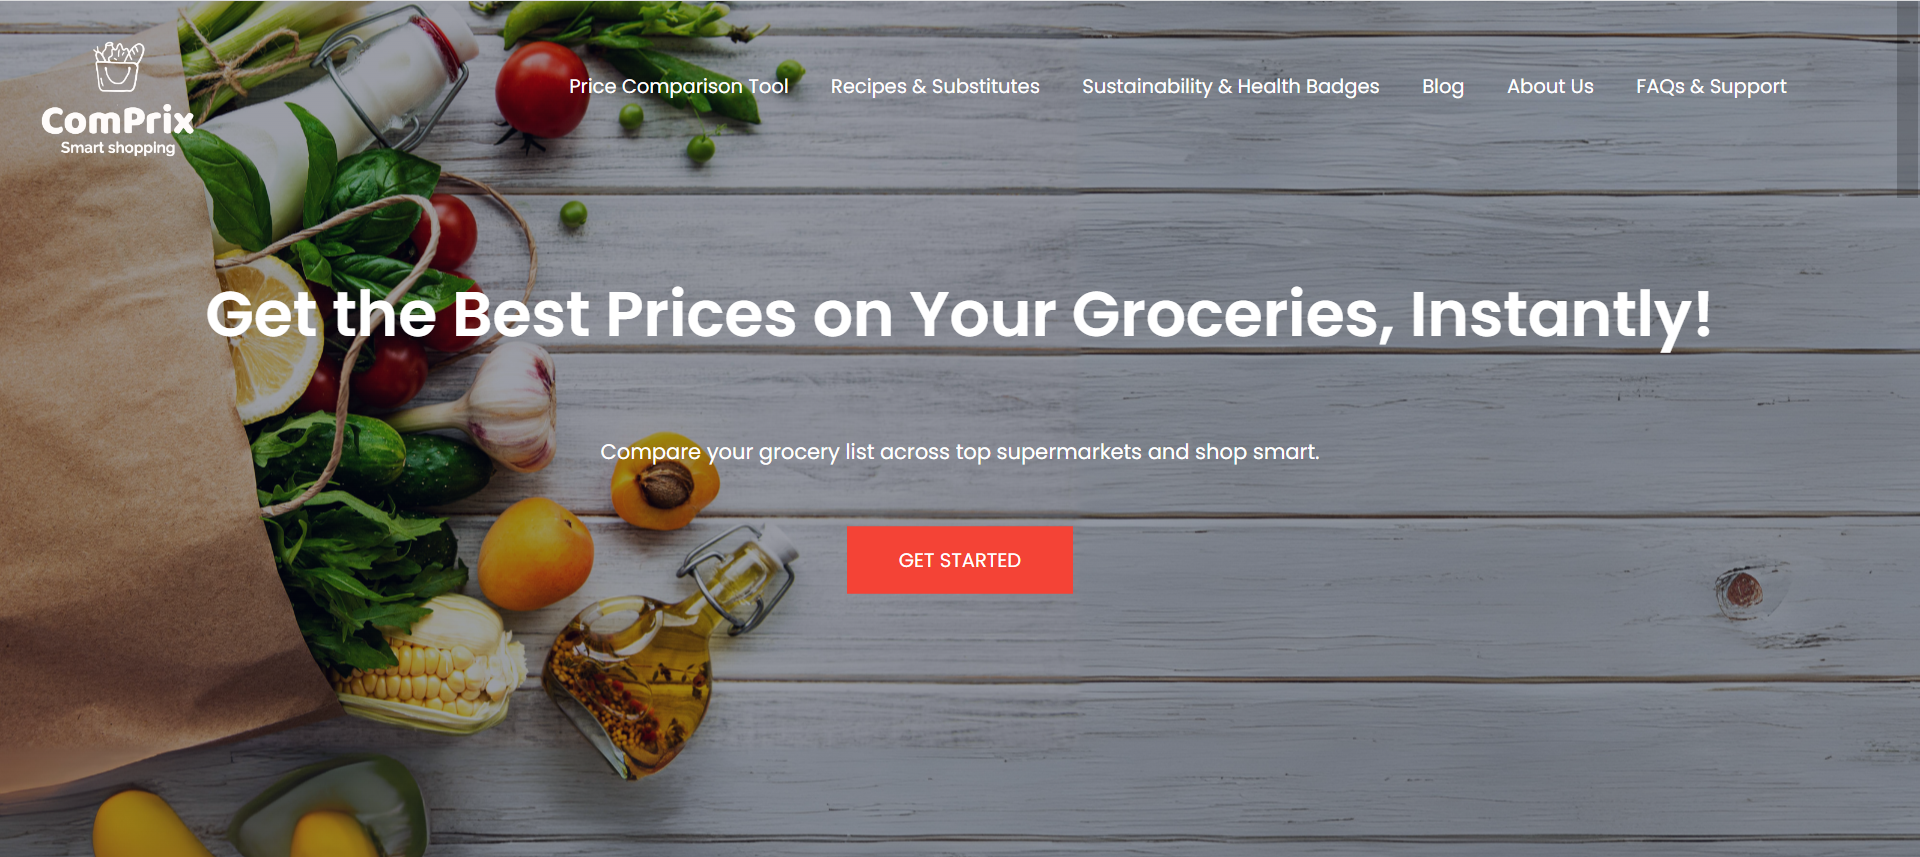 ComPrix
Smart shopping
Price Comparison Tool Recipes & Substitutes Sustainability & Health Badges Blog About Us FAQs & Support
Get the Best Prices on Your Groceries, Instantly!
Compare your grocery list across top supermarkets and shop smart.
GET STARTED